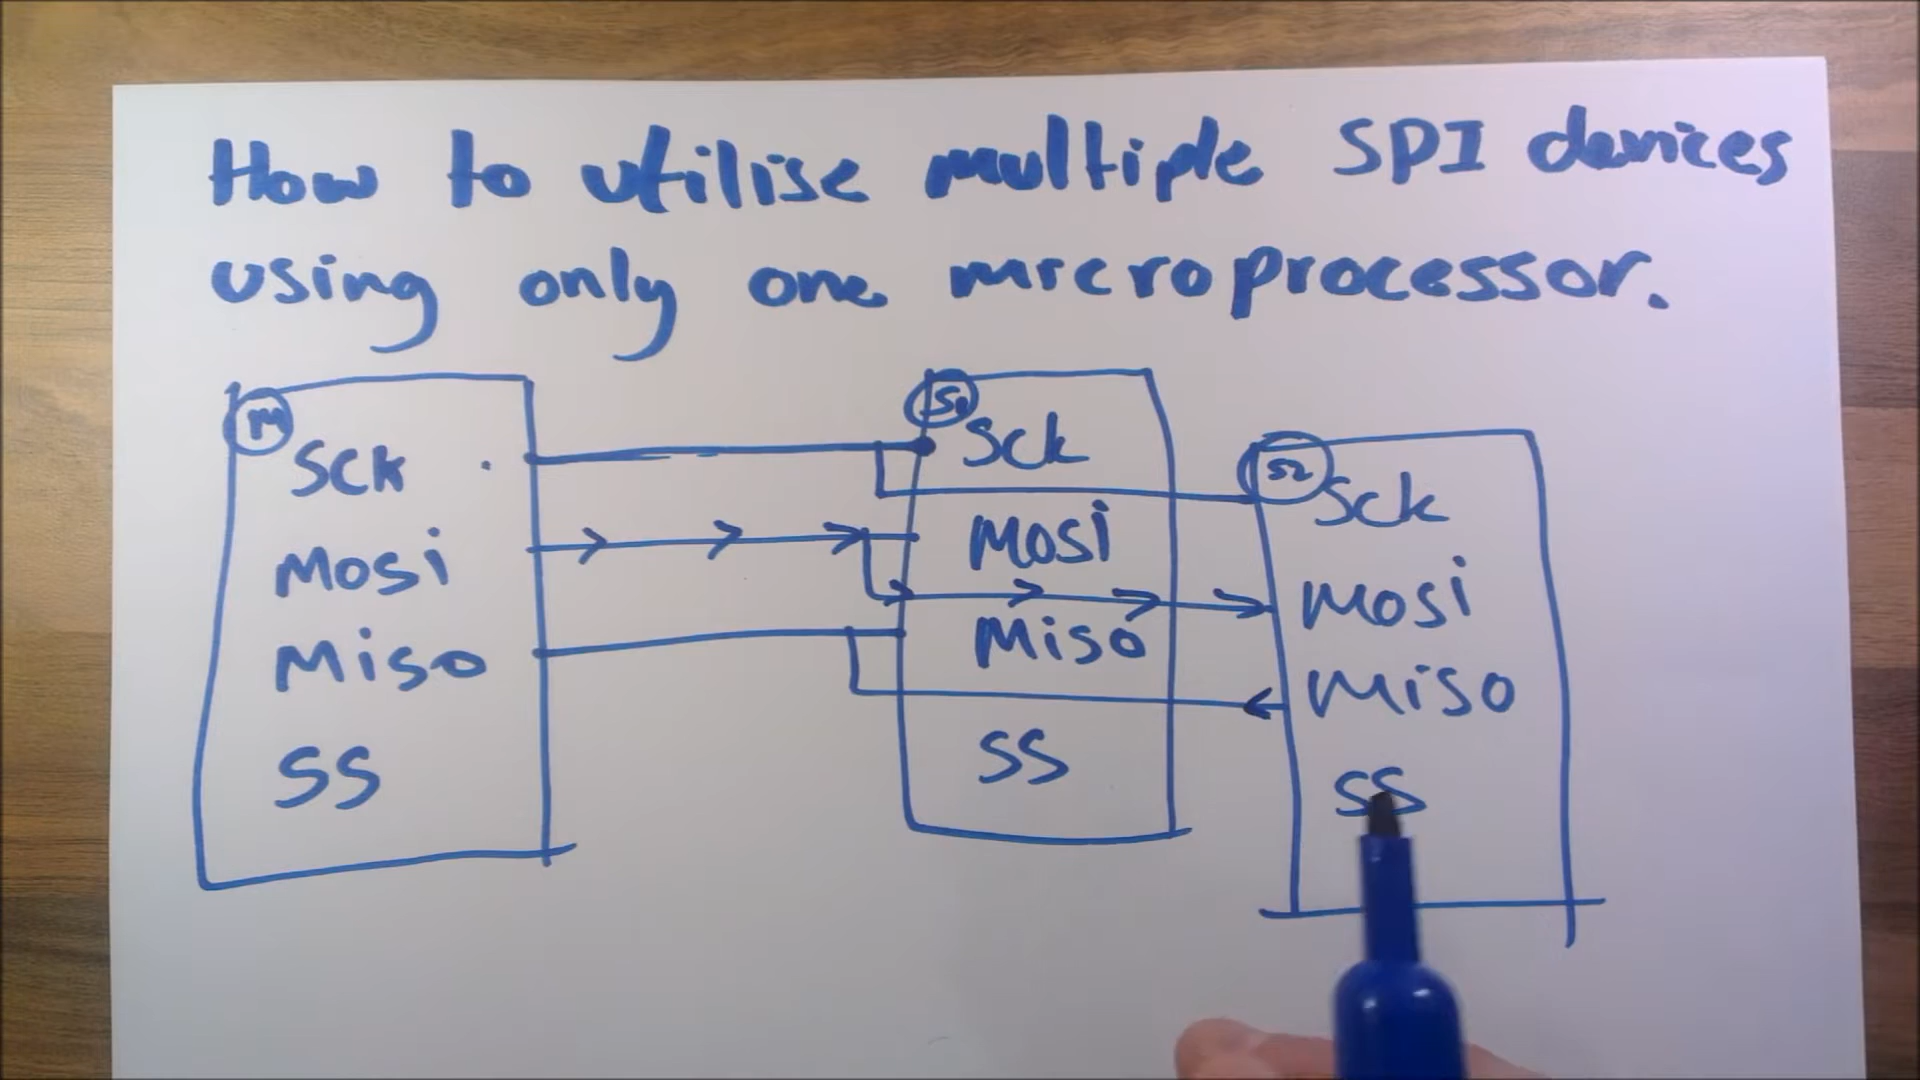 How to utilise multiple SPI devices
using only one microprocessor.
M
SCK
Mosi
Miso
SS
S1
Sck
Mosi
Miso
SS
S2
Sck
Mosi
Miso
SS